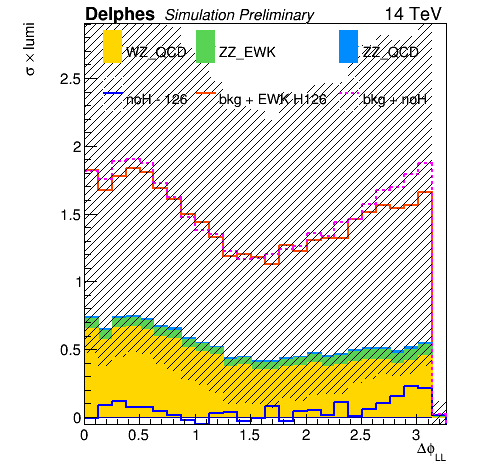 Delphes Simulation Preliminary 14 TeV
σ × lumi
WZ_QCD ZZ_EWK ZZ_QCD
noH - 126 bkg + EWK H126 bkg + noH
2.5
2
1.5
1
0.5
0
0 0.5 1 1.5 2 2.5 3
Δϕ_LL